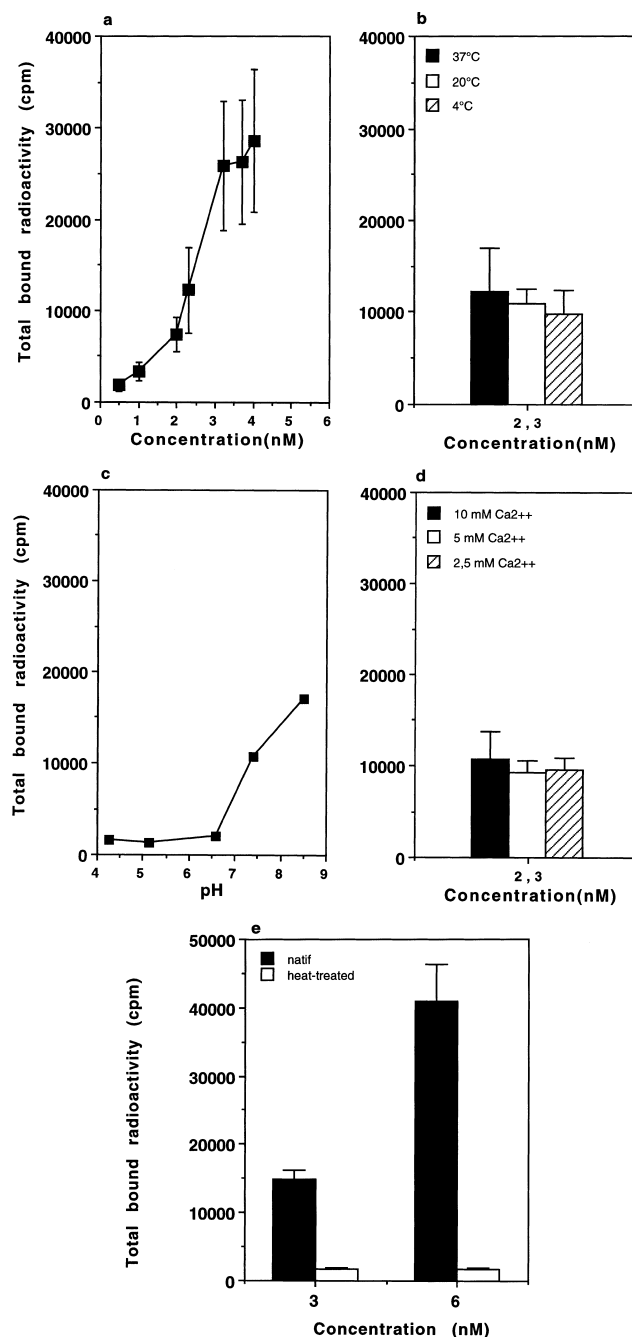 a
40000
30000
20000
10000
0
0 1 2 3 4 5 6
Total bound radioactivity (cpm)
Concentration(nM)
b
40000
30000
20000
10000
0
37°C
20°C
4°C
2 , 3
Concentration(nM)
c
40000
30000
20000
10000
0
4 5 6 7 8 9
Total bound radioactivity (cpm)
pH
d
40000
30000
20000
10000
0
10 mM Ca2++
5 mM Ca2++
2,5 mM Ca2++
2 , 3
Concentration(nM)
e
50000
40000
30000
20000
10000
0
natif
heat-treated
Total bound radioactivity (cpm)
3 6
Concentration (nM)